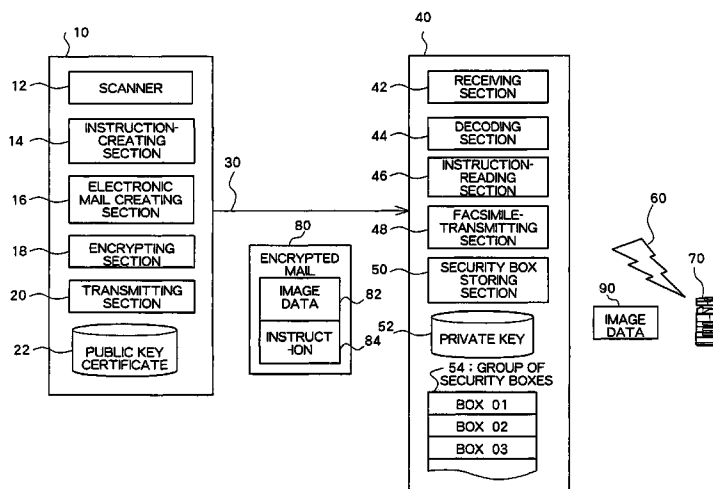 10
12
SCANNER
14
INSTRUCTION-
CREATING
SECTION
16
ELECTRONIC
MAIL CREATING
SECTION
18
ENCRYPTING
SECTION
20
TRANSMITTING
SECTION
22
PUBLIC KEY
CERTIFICATE
30
80
ENCRYPTED
MAIL
IMAGE
DATA
82
INSTRUCT
-ION
84
40
42
RECEIVING
SECTION
44
DECODING
SECTION
46
INSTRUCTION-
READING
SECTION
48
FACSIMILE-
TRANSMITTING
SECTION
50
SECURITY BOX
STORING
SECTION
52
PRIVATE KEY
54 : GROUP OF
SECURITY BOXES
BOX 01
BOX 02
BOX 03
60
70
90
IMAGE
DATA